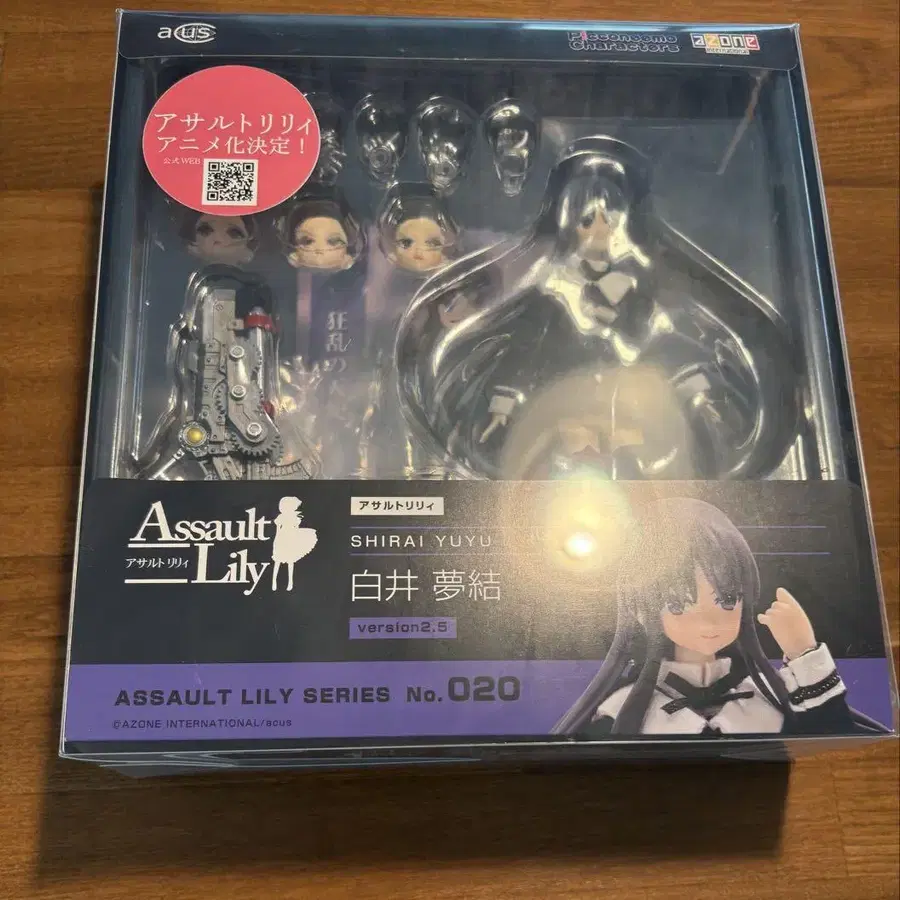 acus
Picconeemo
Characters
azone
INTERNATIONAL
アサルトリリィ
アニメ化決定!
公式WEB
狂乱の
Assault
アサルトリリィ
Lily
アサルトリリィ
SHIRAI YUYU
白井 夢結
version2.5
ASSAULT LILY SERIES No.020
©AZONE INTERNATIONAL/acus